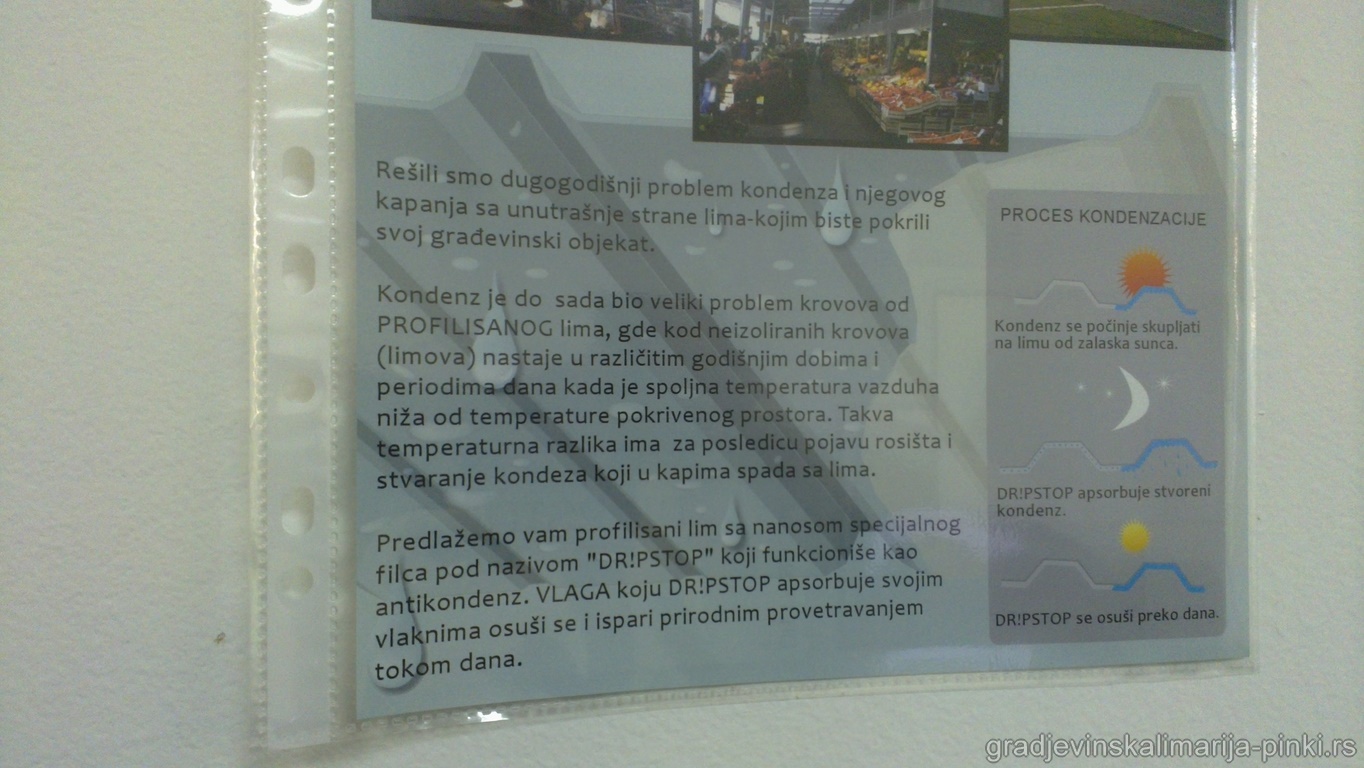 Rešili smo dugogodišnji problem kondenza i njegovog
kapanja sa unutrašnje strane lima-kojim biste pokrili
svoj građevinski objekat.
Kondenz je do sada bio veliki problem krovova od
PROFILISANOG lima, gde kod neizoliranih krovova
(limova) nastaje u različitim godišnjim dobima i
periodima dana kada je spoljna temperatura vazduha
niža od temperature pokrivenog prostora. Takva
temperaturna razlika ima za posledicu pojavu rosišta i
stvaranje kondeza koji u kapima spada sa lima.
Predlažemo vam profilisani lim sa nanosom specijalnog
filca pod nazivom "DR!PSTOP" koji funkcioniše kao
antikondenz. VLAGA koju DR!PSTOP apsorbuje svojim
vlaknima osuši se i ispari prirodnim provetravanjem
tokom dana.
PROCES KONDENZACIJE
Kondenz se počinje skupljati
na limu od zalaska sunca.
DR!PSTOP apsorbuje stvoreni
kondenz.
DR!PSTOP se osuši preko dana.
gradjevinskalimarija-pinki.rs